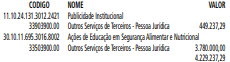 CODIGO NOME VALOR
11.10.24.131.3012.2421 Publicidade Institucional
33903900.00 Outros Serviços de Terceiros - Pessoa Jurídica 449.237,29
30.10.11.695.3016.8002 Ações de Educação em Segurança Alimentar e Nutricional
33503900.00 Outros Serviços de Terceiros - Pessoa Jurídica 3.780.000,00
4.229.237,29